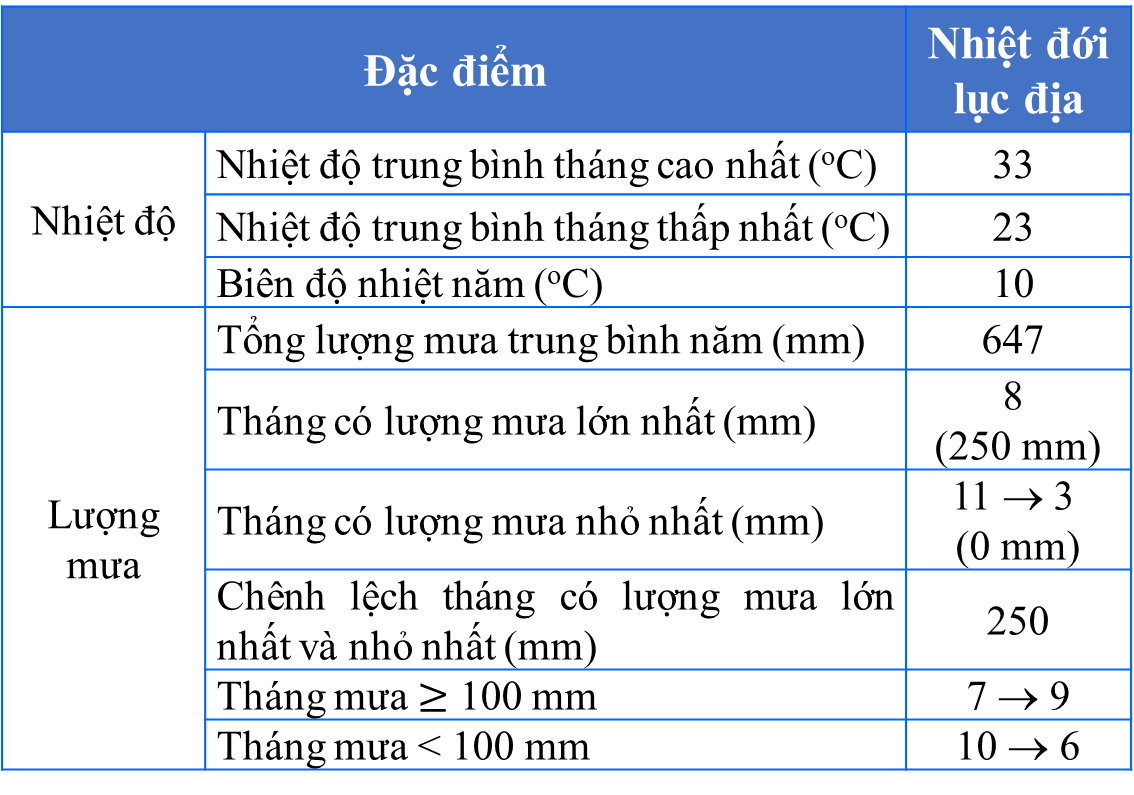 Đặc điểm
Nhiệt đới
lục địa
Nhiệt độ
Nhiệt độ trung bình tháng cao nhất (ºC)
33
Nhiệt độ trung bình tháng thấp nhất (ºC)
23
Biên độ nhiệt năm (ºC)
10
Lượng
mưa
Tổng lượng mưa trung bình năm (mm)
647
Tháng có lượng mưa lớn nhất (mm)
8
(250 mm)
Tháng có lượng mưa nhỏ nhất (mm)
11 → 3
(0 mm)
Chênh lệch tháng có lượng mưa lớn
nhất và nhỏ nhất (mm)
250
Tháng mưa ≥ 100 mm
7 → 9
Tháng mưa < 100 mm
10 → 6